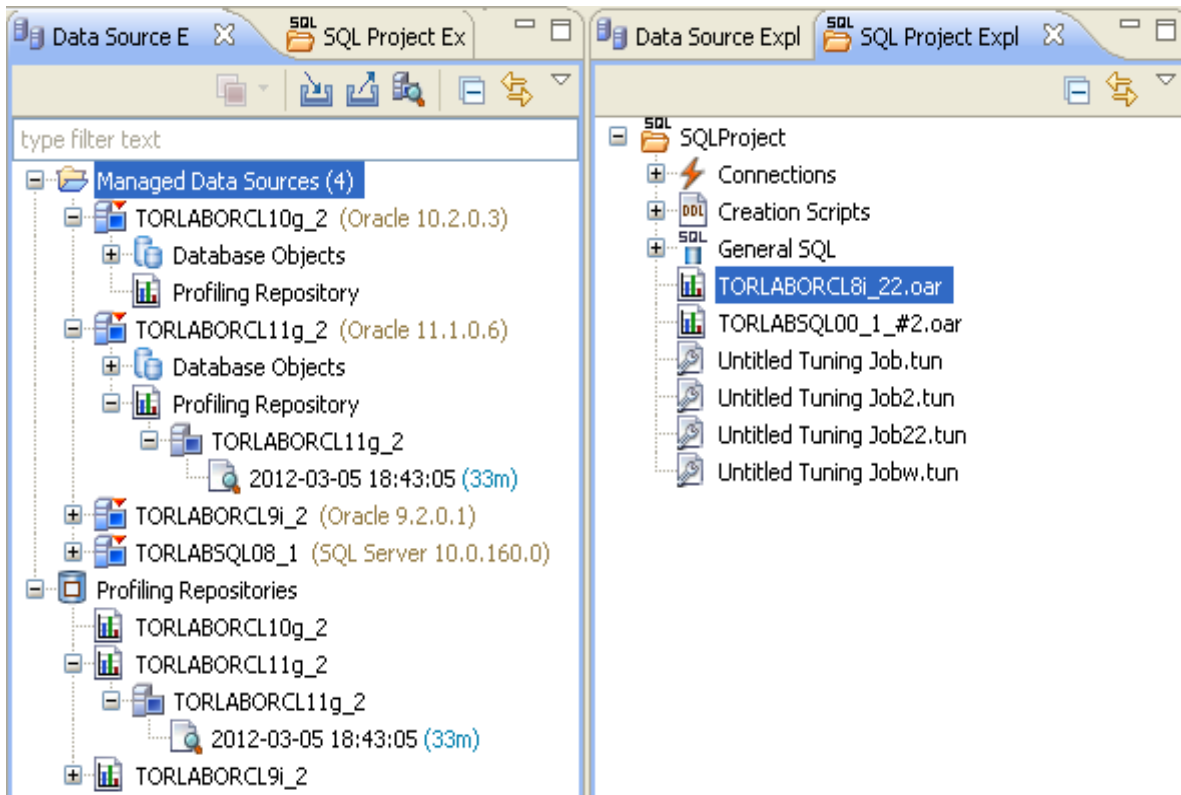 Data Source E
SQL
SQL Project Ex
type filter text
Managed Data Sources (4)
TORLABORCL10g_2 (Oracle 10.2.0.3)
Database Objects
Profiling Repository
TORLABORCL11g_2 (Oracle 11.1.0.6)
Database Objects
Profiling Repository
TORLABORCL11g_2
2012-03-05 18:43:05 (33m)
TORLABORCL9i_2 (Oracle 9.2.0.1)
TORLABSQL08_1 (SQL Server 10.0.160.0)
Profiling Repositories
TORLABORCL10g_2
TORLABORCL11g_2
TORLABORCL11g_2
2012-03-05 18:43:05 (33m)
TORLABORCL9i_2
Data Source Expl
SQL
SQL Project Expl
SQL
SQLProject
Connections
DDL
Creation Scripts
SQL
General SQL
TORLABORCL8i_22.oar
TORLABSQL00_1_#2.oar
Untitled Tuning Job.tun
Untitled Tuning Job2.tun
Untitled Tuning Job22.tun
Untitled Tuning Jobw.tun